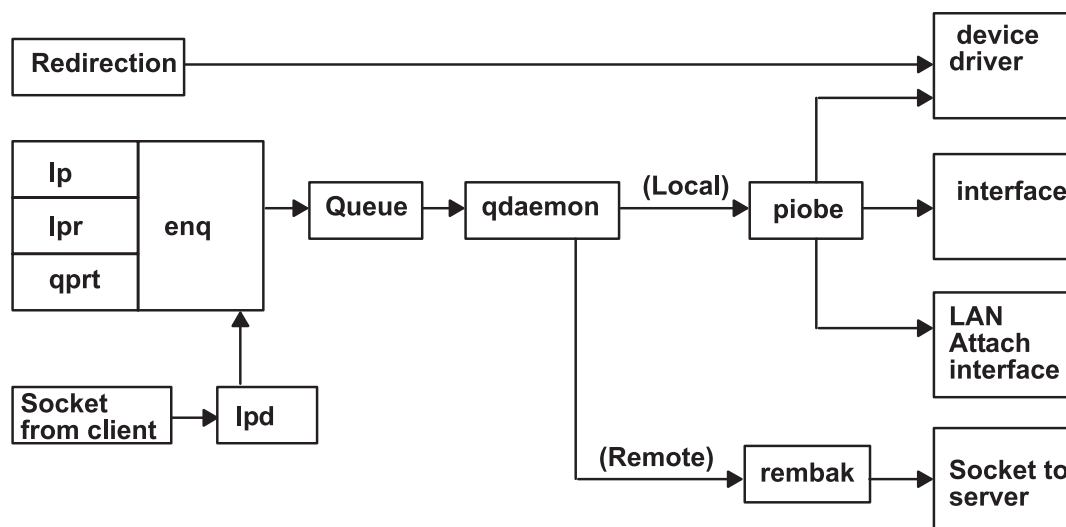 Redirection
device
driver
lp
lpr
qprt
enq
Queue
qdaemon
(Local)
piobe
interface
LAN
Attach
interface
Socket
from client
lpd
(Remote)
rembak
Socket to
server